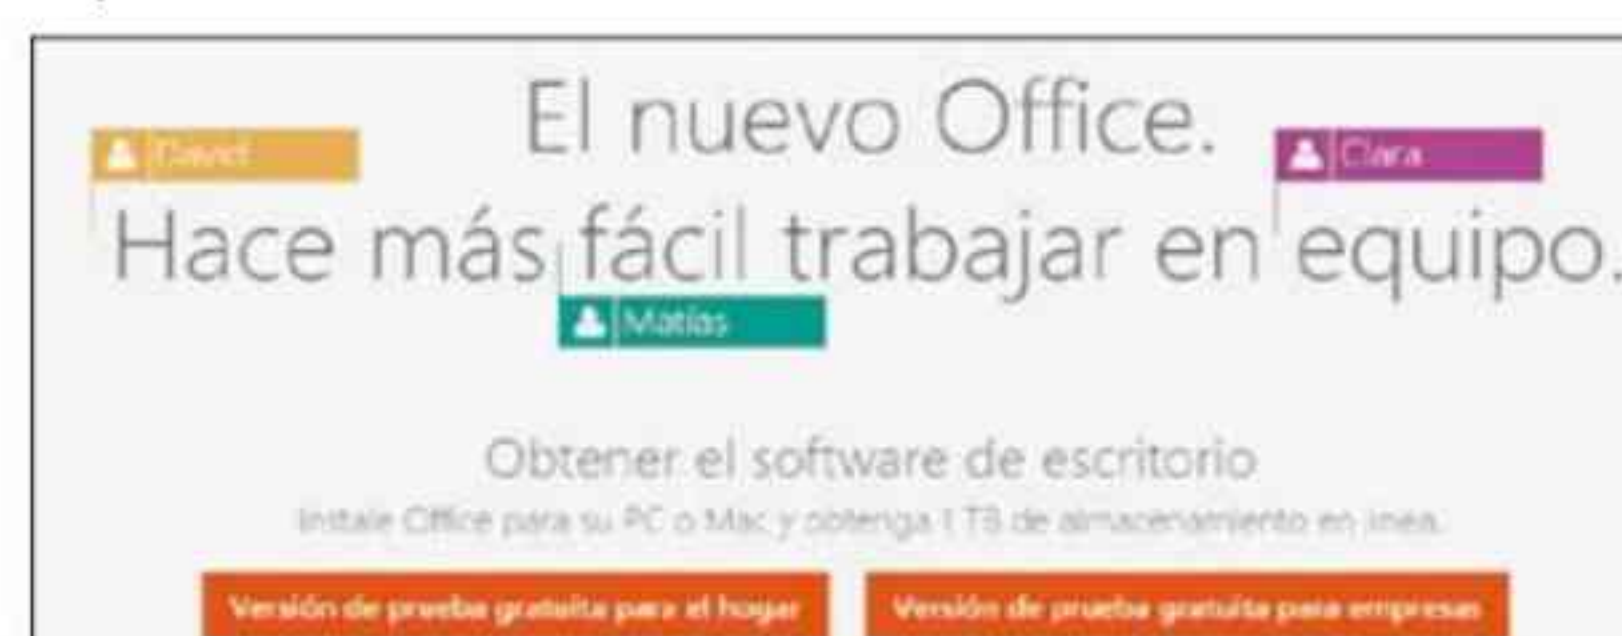 El nuevo Office.
David
Clara
Hace más fácil trabajar en equipo.
Matías
Obtener el software de escritorio
Instale Office para su PC o Mac y obtenga 1 TB de almacenamiento en línea.
Versión de prueba gratuita para el hogar
Versión de prueba gratuita para empresas